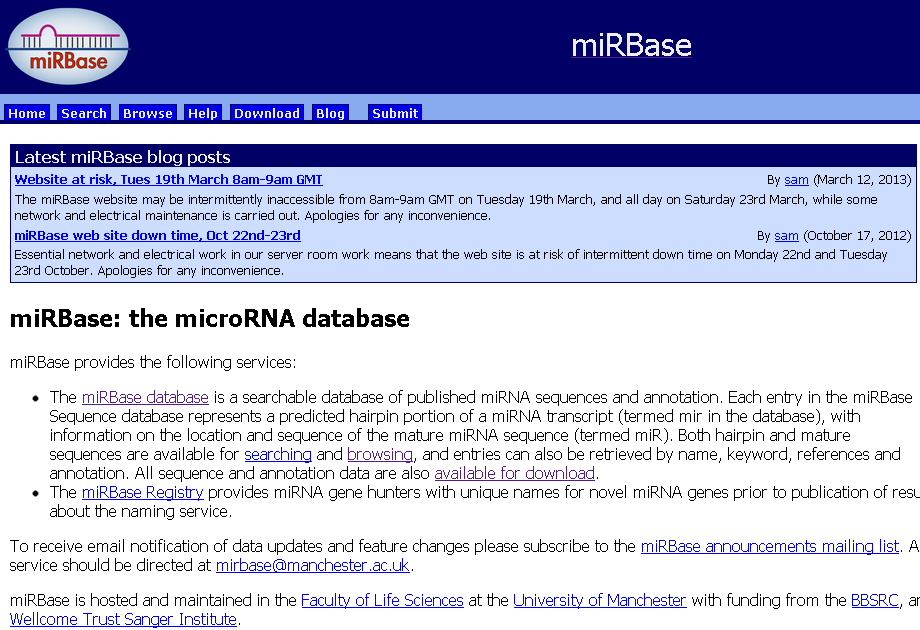 miRBase
miRBase
Home Search Browse Help Download Blog Submit
Latest miRBase blog posts
Website at risk, Tues 19th March 8am-9am GMT By sam (March 12, 2013)
The miRBase website may be intermittently inaccessible from 8am-9am GMT on Tuesday 19th March, and all day on Saturday 23rd March, while some
network and electrical maintenance is carried out. Apologies for any inconvenience.
miRBase web site down time, Oct 22nd-23rd By sam (October 17, 2012)
Essential network and electrical work in our server room work means that the web site is at risk of intermittent down time on Monday 22nd and Tuesday
23rd October. Apologies for any inconvenience.
miRBase: the microRNA database
miRBase provides the following services:
• The miRBase database is a searchable database of published miRNA sequences and annotation. Each entry in the miRBase
Sequence database represents a predicted hairpin portion of a miRNA transcript (termed mir in the database), with
information on the location and sequence of the mature miRNA sequence (termed miR). Both hairpin and mature
sequences are available for searching and browsing, and entries can also be retrieved by name, keyword, references and
annotation. All sequence and annotation data are also available for download.
• The miRBase Registry provides miRNA gene hunters with unique names for novel miRNA genes prior to publication of
about the naming service.
To receive email notification of data updates and feature changes please subscribe to the miRBase announcements mailing list.
service should be directed at mirbase@manchester.ac.uk.
miRBase is hosted and maintained in the Faculty of Life Sciences at the University of Manchester with funding from the BBSRC,
Wellcome Trust Sanger Institute.